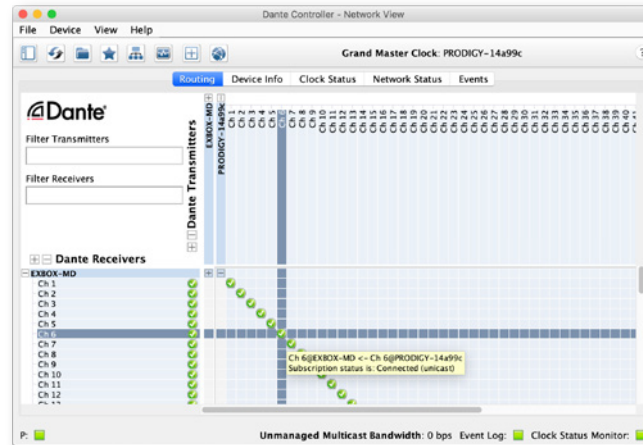 Dante Controller - Network View
File Device View Help
Grand Master Clock: PRODIGY-14a99c
?
Routing Device Info Clock Status Network Status Events
Dante
Filter Transmitters
Filter Receivers
Dante Transmitters
EXBOX-MD
PRODIGY-14a99c
Ch 1
Ch 2
Ch 3
Ch 4
Ch 5
Ch 6
Ch 7
Ch 8
Ch 9
Ch 10
Ch 11
Ch 12
Ch 13
Ch 14
Ch 15
Ch 16
Ch 17
Ch 18
Ch 19
Ch 20
Ch 21
Ch 22
Ch 23
Ch 24
Ch 25
Ch 26
Ch 27
Ch 28
Ch 29
Ch 30
Ch 31
Ch 32
Ch 33
Ch 34
Ch 35
Ch 36
Ch 37
Ch 38
Ch 39
Ch 40
Dante Receivers
EXBOX-MD
Ch 1
Ch 2
Ch 3
Ch 4
Ch 5
Ch 6
Ch 7
Ch 8
Ch 9
Ch 10
Ch 11
Ch 12
Ch 6@EXBOX-MD <- Ch 6@PRODIGY-14a99c
Subscription status is: Connected (unicast)
P: Unmanaged Multicast Bandwidth: 0 bps Event Log: Clock Status Monitor: